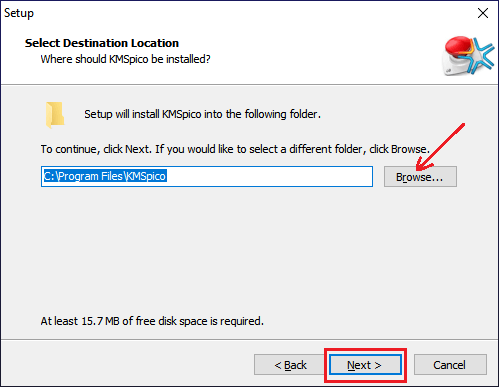 Setup
Select Destination Location
Where should KMSpico be installed?
Setup will install KMSpico into the following folder.
To continue, click Next. If you would like to select a different folder, click Browse.
C:\Program Files\KMSpico
Browse...
At least 15.7 MB of free disk space is required.
< Back
Next >
Cancel